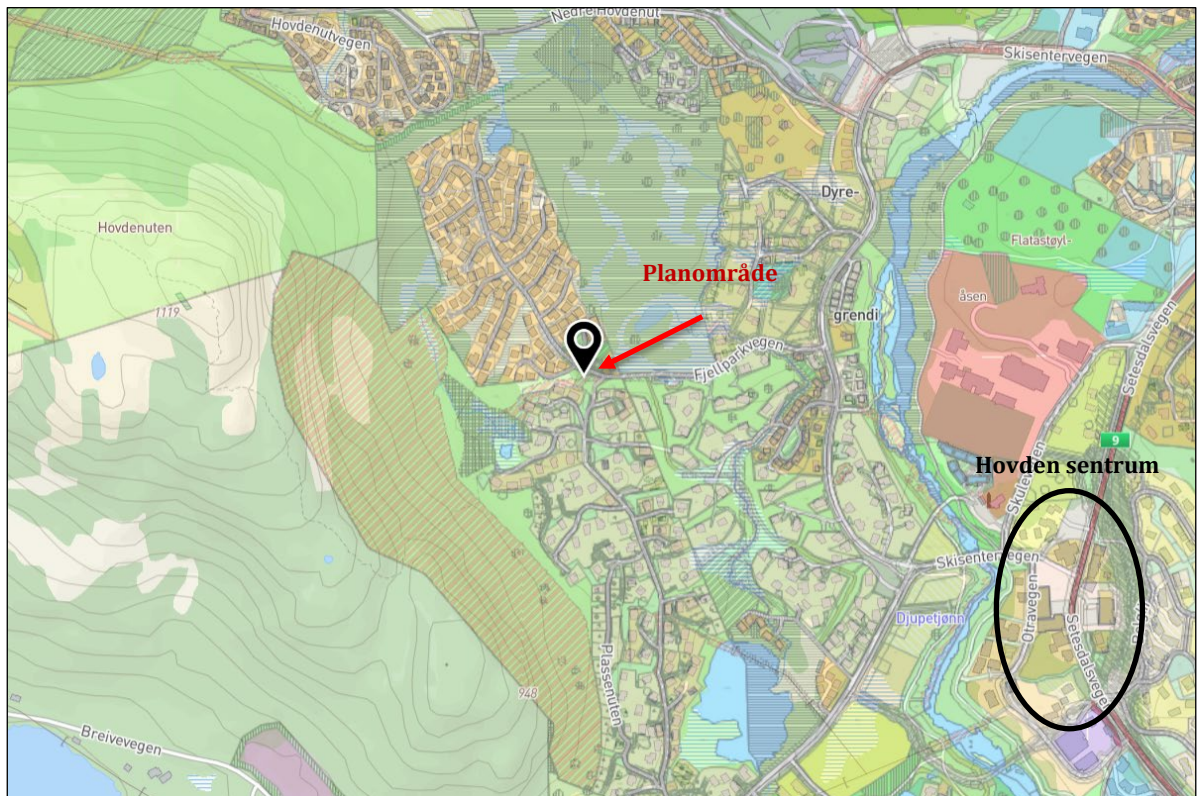 Nedre Hovdenut
Hovdenutvegen
Skisentervegen
Hovdenuten
Dyre-
Flatastøyl-
Planområde
åsen
1119
grendi
Fjellparkvegen
Setesdalsvegen
9
Hovden sentrum
Skisentervegen
Otravegen
Djupetjønn
Setesdalsvegen
Plassenuten
948
Breivevegen